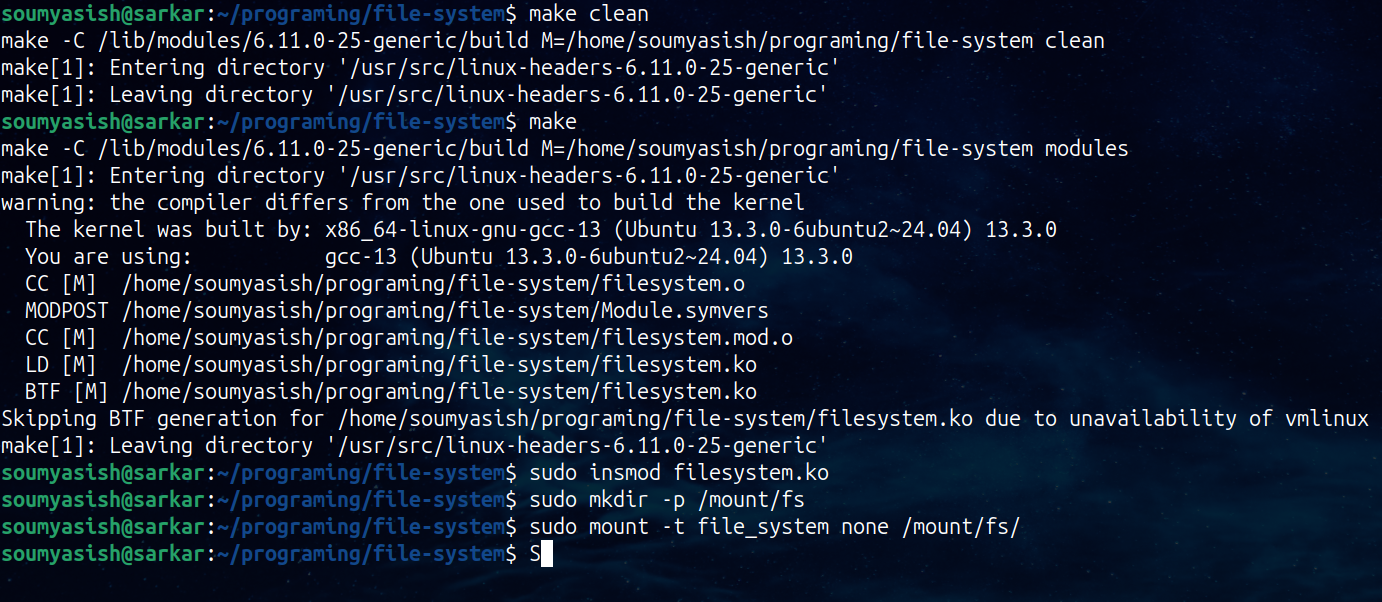 soumyasish@sarkar:~/programing/file-system$ make clean
make -C /lib/modules/6.11.0-25-generic/build M=/home/soumyasish/programing/file-system clean
make[1]: Entering directory '/usr/src/linux-headers-6.11.0-25-generic'
make[1]: Leaving directory '/usr/src/linux-headers-6.11.0-25-generic'
soumyasish@sarkar:~/programing/file-system$ make
make -C /lib/modules/6.11.0-25-generic/build M=/home/soumyasish/programing/file-system modules
make[1]: Entering directory '/usr/src/linux-headers-6.11.0-25-generic'
warning: the compiler differs from the one used to build the kernel
  The kernel was built by: x86_64-linux-gnu-gcc-13 (Ubuntu 13.3.0-6ubuntu2~24.04) 13.3.0
  You are using:           gcc-13 (Ubuntu 13.3.0-6ubuntu2~24.04) 13.3.0
  CC [M]  /home/soumyasish/programing/file-system/filesystem.o
  MODPOST /home/soumyasish/programing/file-system/Module.symvers
  CC [M]  /home/soumyasish/programing/file-system/filesystem.mod.o
  LD [M]  /home/soumyasish/programing/file-system/filesystem.ko
  BTF [M] /home/soumyasish/programing/file-system/filesystem.ko
Skipping BTF generation for /home/soumyasish/programing/file-system/filesystem.ko due to unavailability of vmlinux
make[1]: Leaving directory '/usr/src/linux-headers-6.11.0-25-generic'
soumyasish@sarkar:~/programing/file-system$ sudo insmod filesystem.ko
soumyasish@sarkar:~/programing/file-system$ sudo mkdir -p /mount/fs
soumyasish@sarkar:~/programing/file-system$ sudo mount -t file_system none /mount/fs/
soumyasish@sarkar:~/programing/file-system$ S